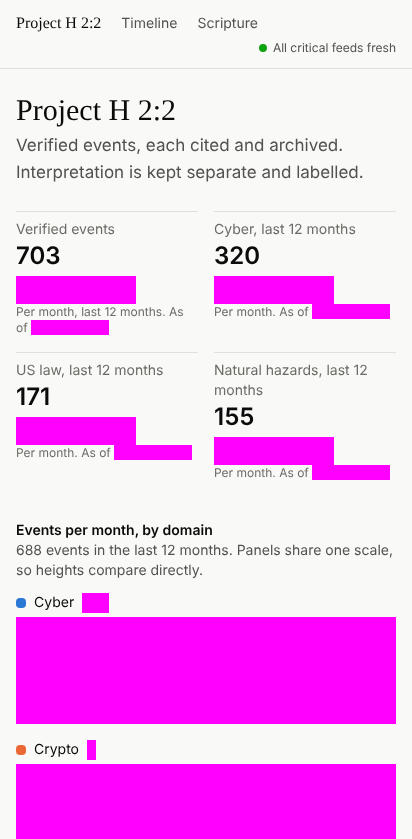 Project H 2:2 Timeline Scripture
All critical feeds fresh
Project H 2:2
Verified events, each cited and archived.
Interpretation is kept separate and labelled.
Verified events
703
Per month, last 12 months. As
of
Cyber, last 12 months
320
Per month. As of
US law, last 12 months
171
Per month. As of
Natural hazards, last 12
months
155
Per month. As of
Events per month, by domain
688 events in the last 12 months. Panels share one scale,
so heights compare directly.
Cyber
Crypto